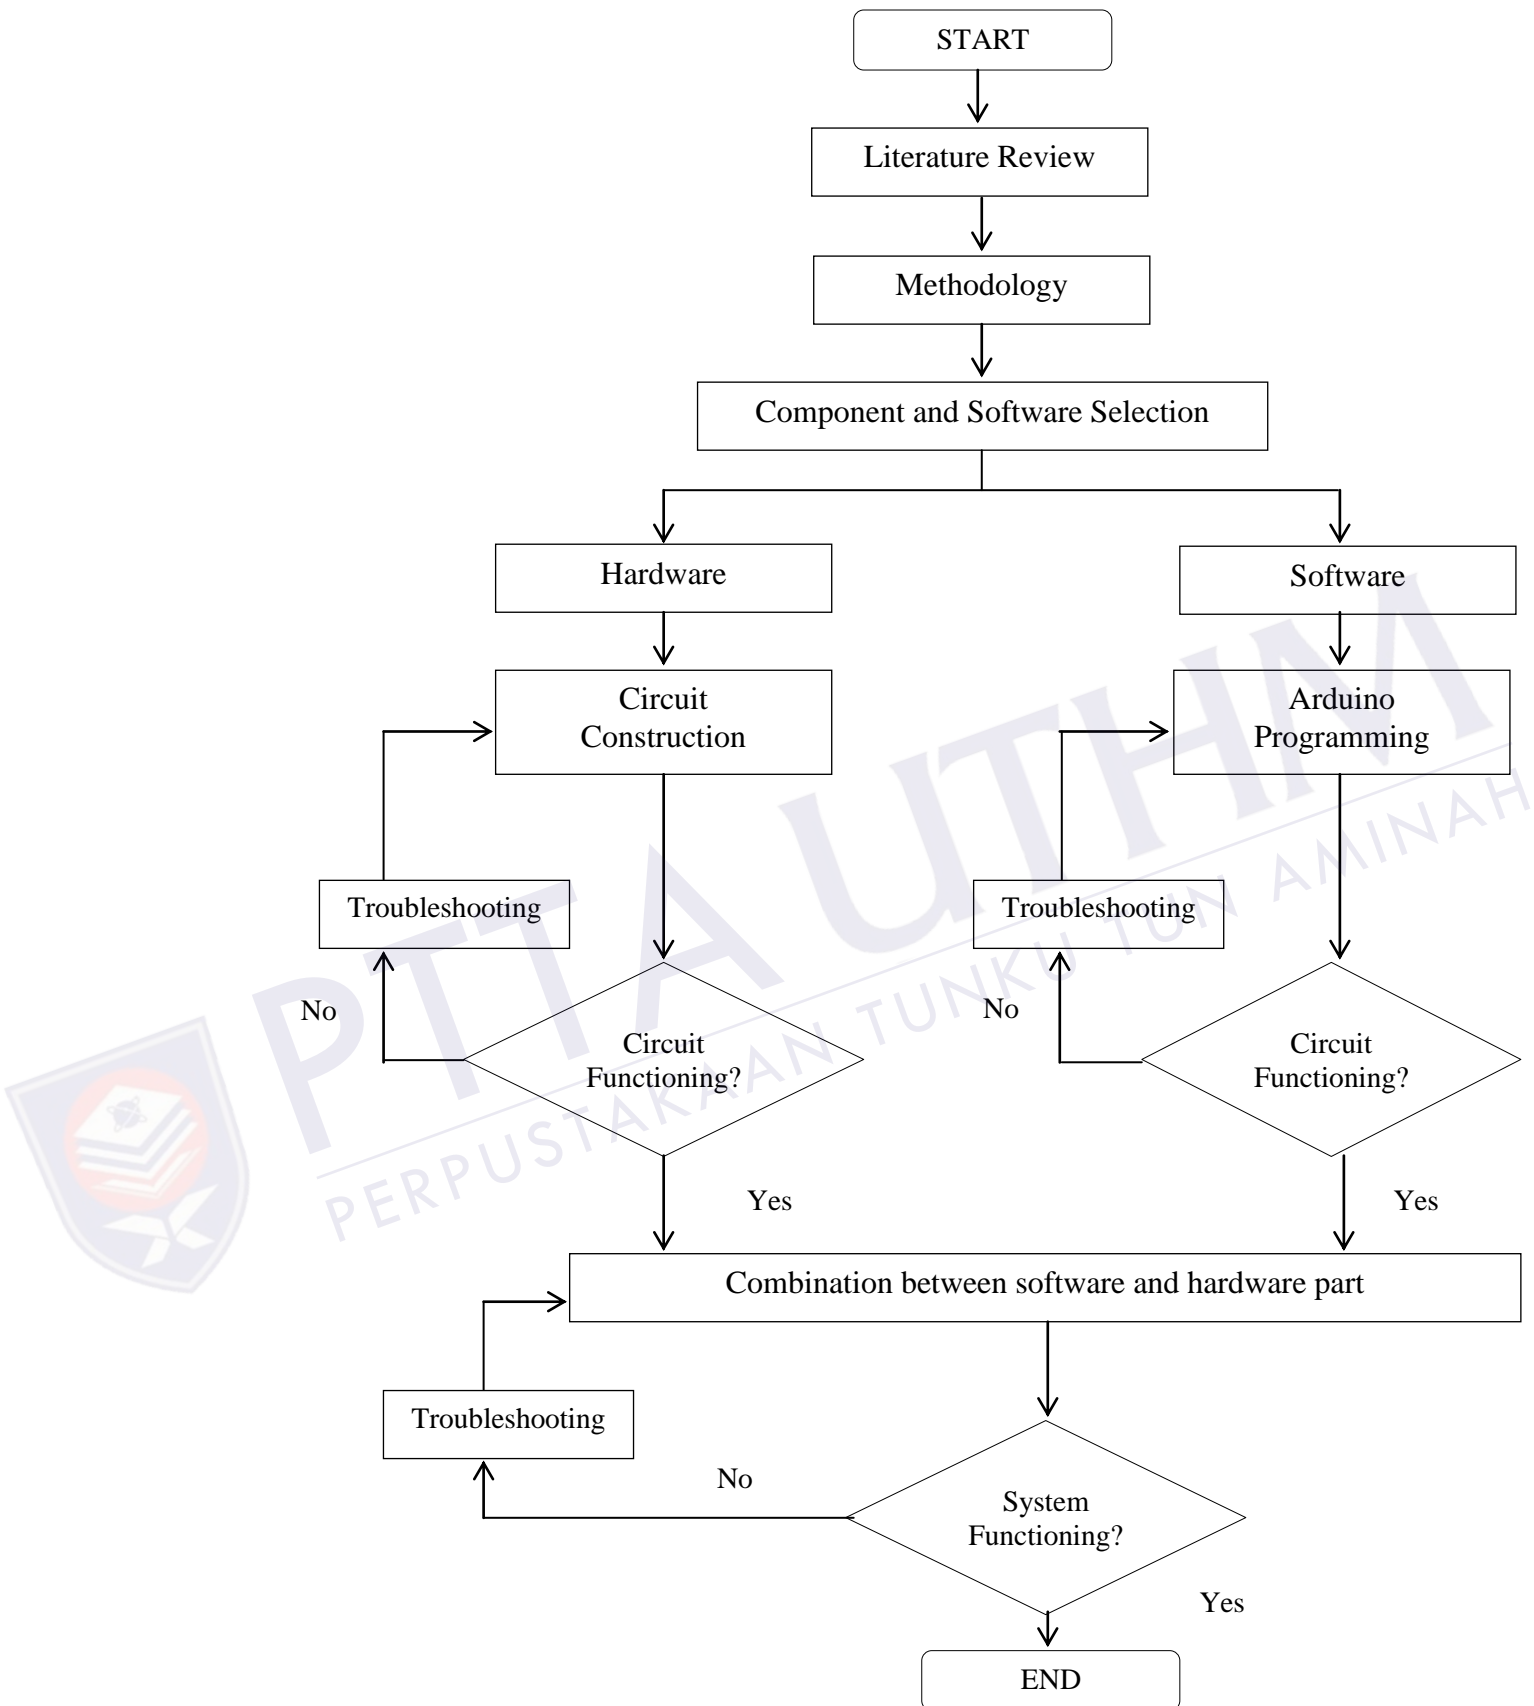 START
Literature Review
Methodology
Component and Software Selection
Hardware
Software
Circuit
Construction
Arduino
Programming
Troubleshooting
Troubleshooting
No
No
Circuit
Functioning?
Circuit
Functioning?
Yes
Yes
Combination between software and hardware part
Troubleshooting
No
System
Functioning?
Yes
END
PTTA UTHM
PERPUSTAKAAN TUNKU TUN AMINAH